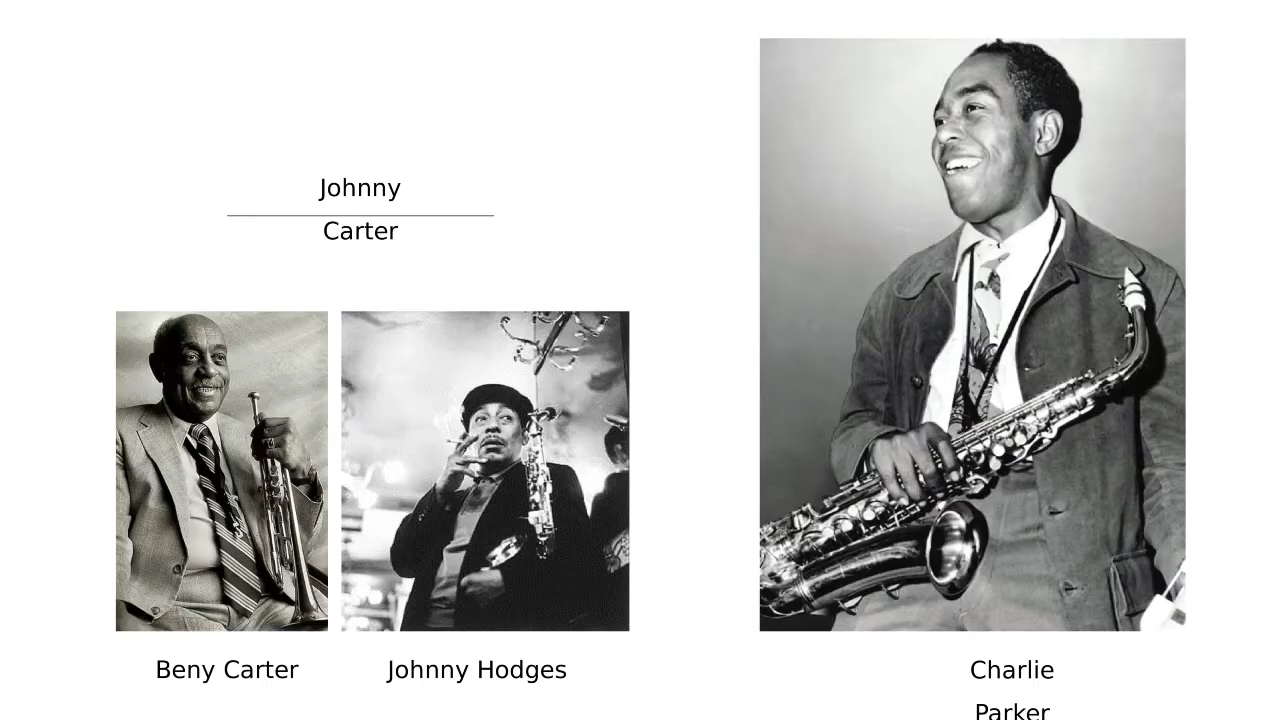 Johnny
Carter
Beny Carter
Johnny Hodges
Charlie
Parker